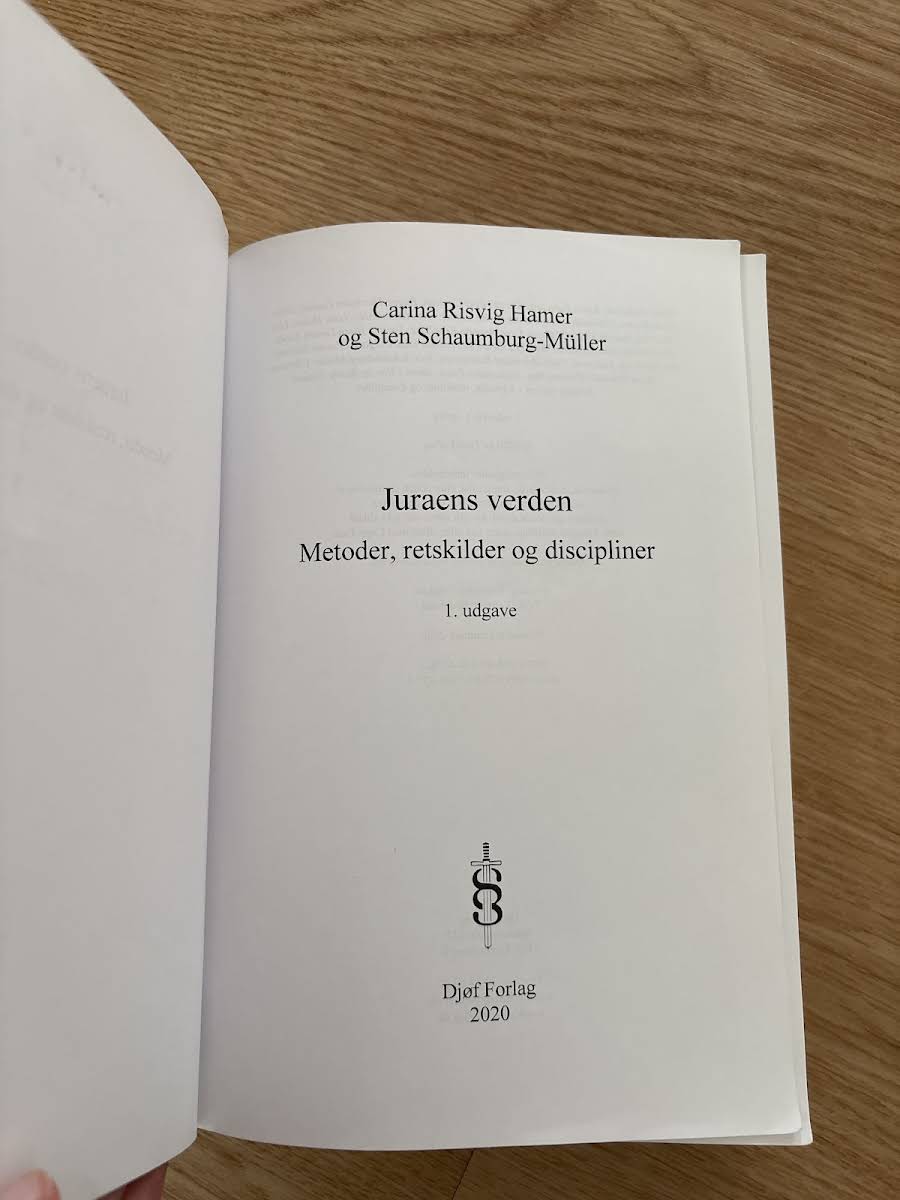 Carina Risvig Hamer
og Sten Schaumburg-Müller
Juraens verden
Metoder, retskilder og discipliner
1. udgave
Djøf Forlag
2020